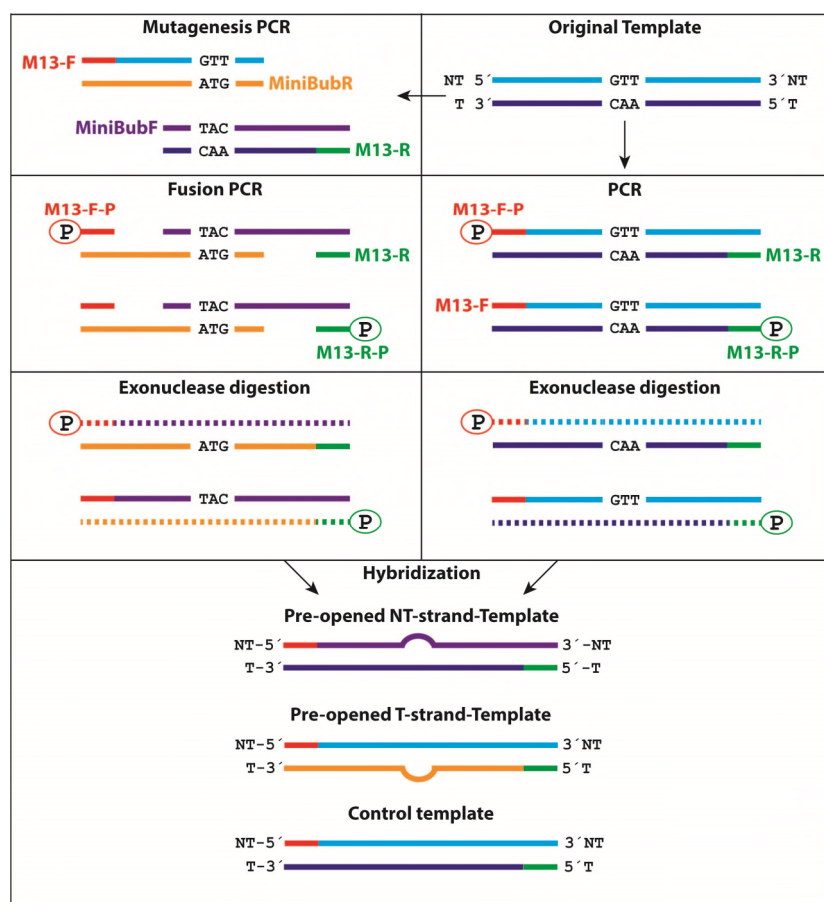 Mutagenesis PCR
M13-F
GTT
ATG
MiniBubR
MiniBubF
TAC
CAA
M13-R
Original Template
NT 5´ GTT 3´NT
T 3´ CAA 5´T
Fusion PCR
M13-F-P
P
TAC
ATG
M13-R
TAC
ATG
P
M13-R-P
PCR
M13-F-P
P
GTT
CAA
M13-R
M13-F
GTT
CAA
P
M13-R-P
Exonuclease digestion
P
ATG
TAC
P
Exonuclease digestion
P
CAA
GTT
P
Hybridization
Pre-opened NT-strand-Template
NT-5´ 3´-NT
T-3´ 5´-T
Pre-opened T-strand-Template
NT-5´ 3´NT
T-3´ 5´T
Control template
NT-5´ 3´NT
T-3´ 5´T